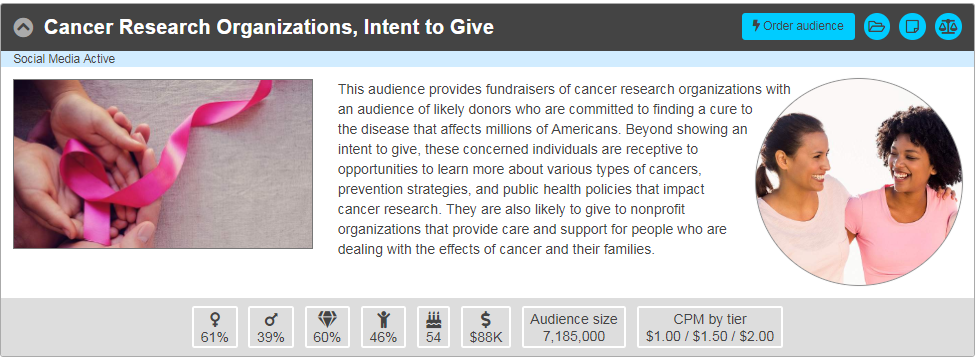 Cancer Research Organizations, Intent to Give
Order audience
Social Media Active
This audience provides fundraisers of cancer research organizations with
an audience of likely donors who are committed to finding a cure to
the disease that affects millions of Americans. Beyond showing an
intent to give, these concerned individuals are receptive to
opportunities to learn more about various types of cancers,
prevention strategies, and public health policies that impact
cancer research. They are also likely to give to nonprofit
organizations that provide care and support for people who are
dealing with the effects of cancer and their families.
61%
39%
60%
46%
54
$88K
Audience size
7,185,000
CPM by tier
$1.00 / $1.50 / $2.00